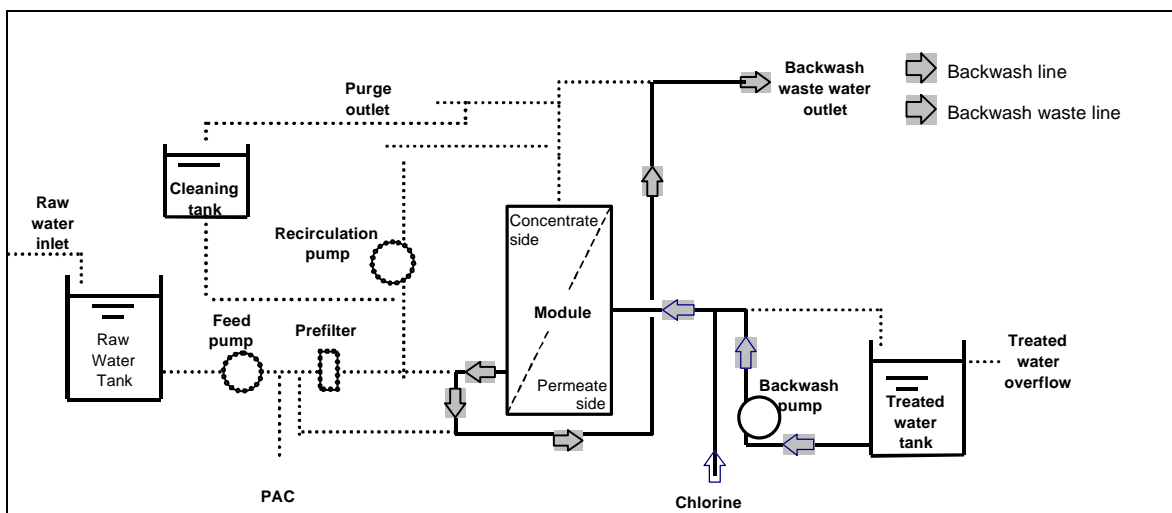 Backwash
waste water
outlet
Backwash line
Backwash waste line
Purge
outlet
Cleaning
tank
Raw
water
inlet
Recirculation
pump
Concentrate
side
Module
Permeate
side
Feed
pump
Prefilter
Raw
Water
Tank
Backwash
pump
Treated
water
tank
Treated
water
overflow
PAC
Chlorine